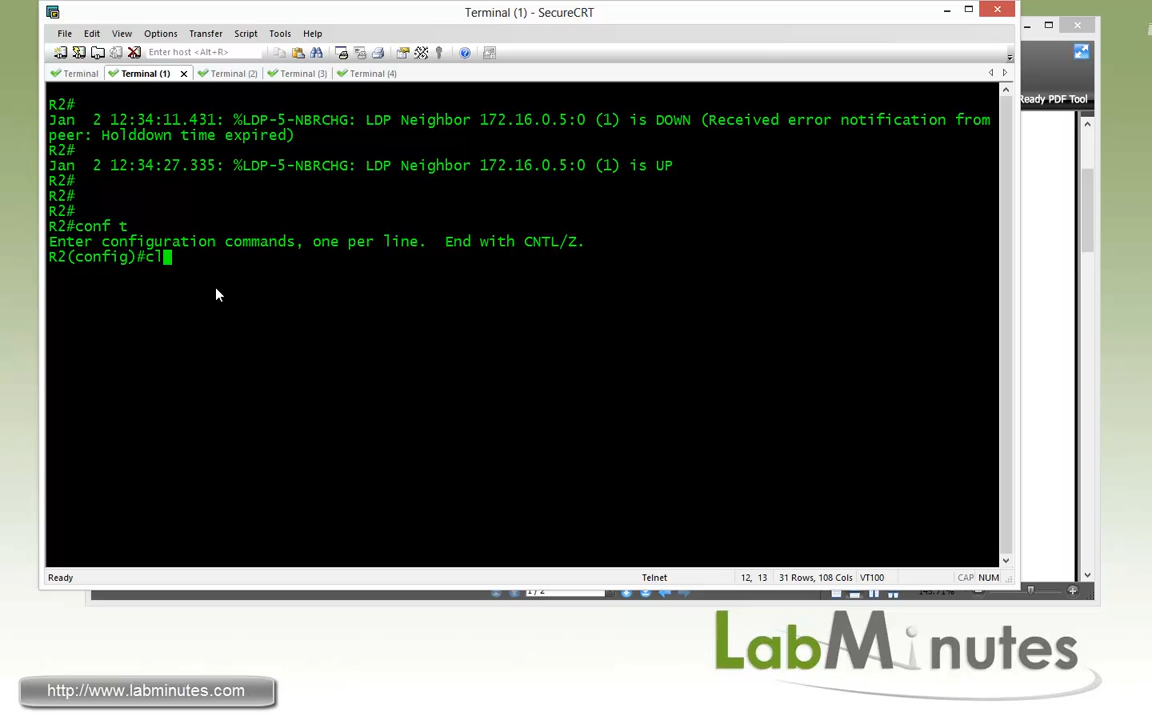 Terminal (1) - SecureCRT
File Edit View Options Transfer Script Tools Help
Enter host <Alt+R>
Terminal Terminal (1) Terminal (2) Terminal (3) Terminal (4)
Ready PDF Tool
R2#
Jan  2 12:34:11.431: %LDP-5-NBRCHG: LDP Neighbor 172.16.0.5:0 (1) is DOWN (Received error notification from
peer: Holddown time expired)
R2#
Jan  2 12:34:27.335: %LDP-5-NBRCHG: LDP Neighbor 172.16.0.5:0 (1) is UP
R2#
R2#
R2#
R2#conf t
Enter configuration commands, one per line.  End with CNTL/Z.
R2(config)#cl
Ready Telnet 12, 13 31 Rows, 108 Cols VT100 CAP NUM
1 / 2
LabMinutes
http://www.labminutes.com